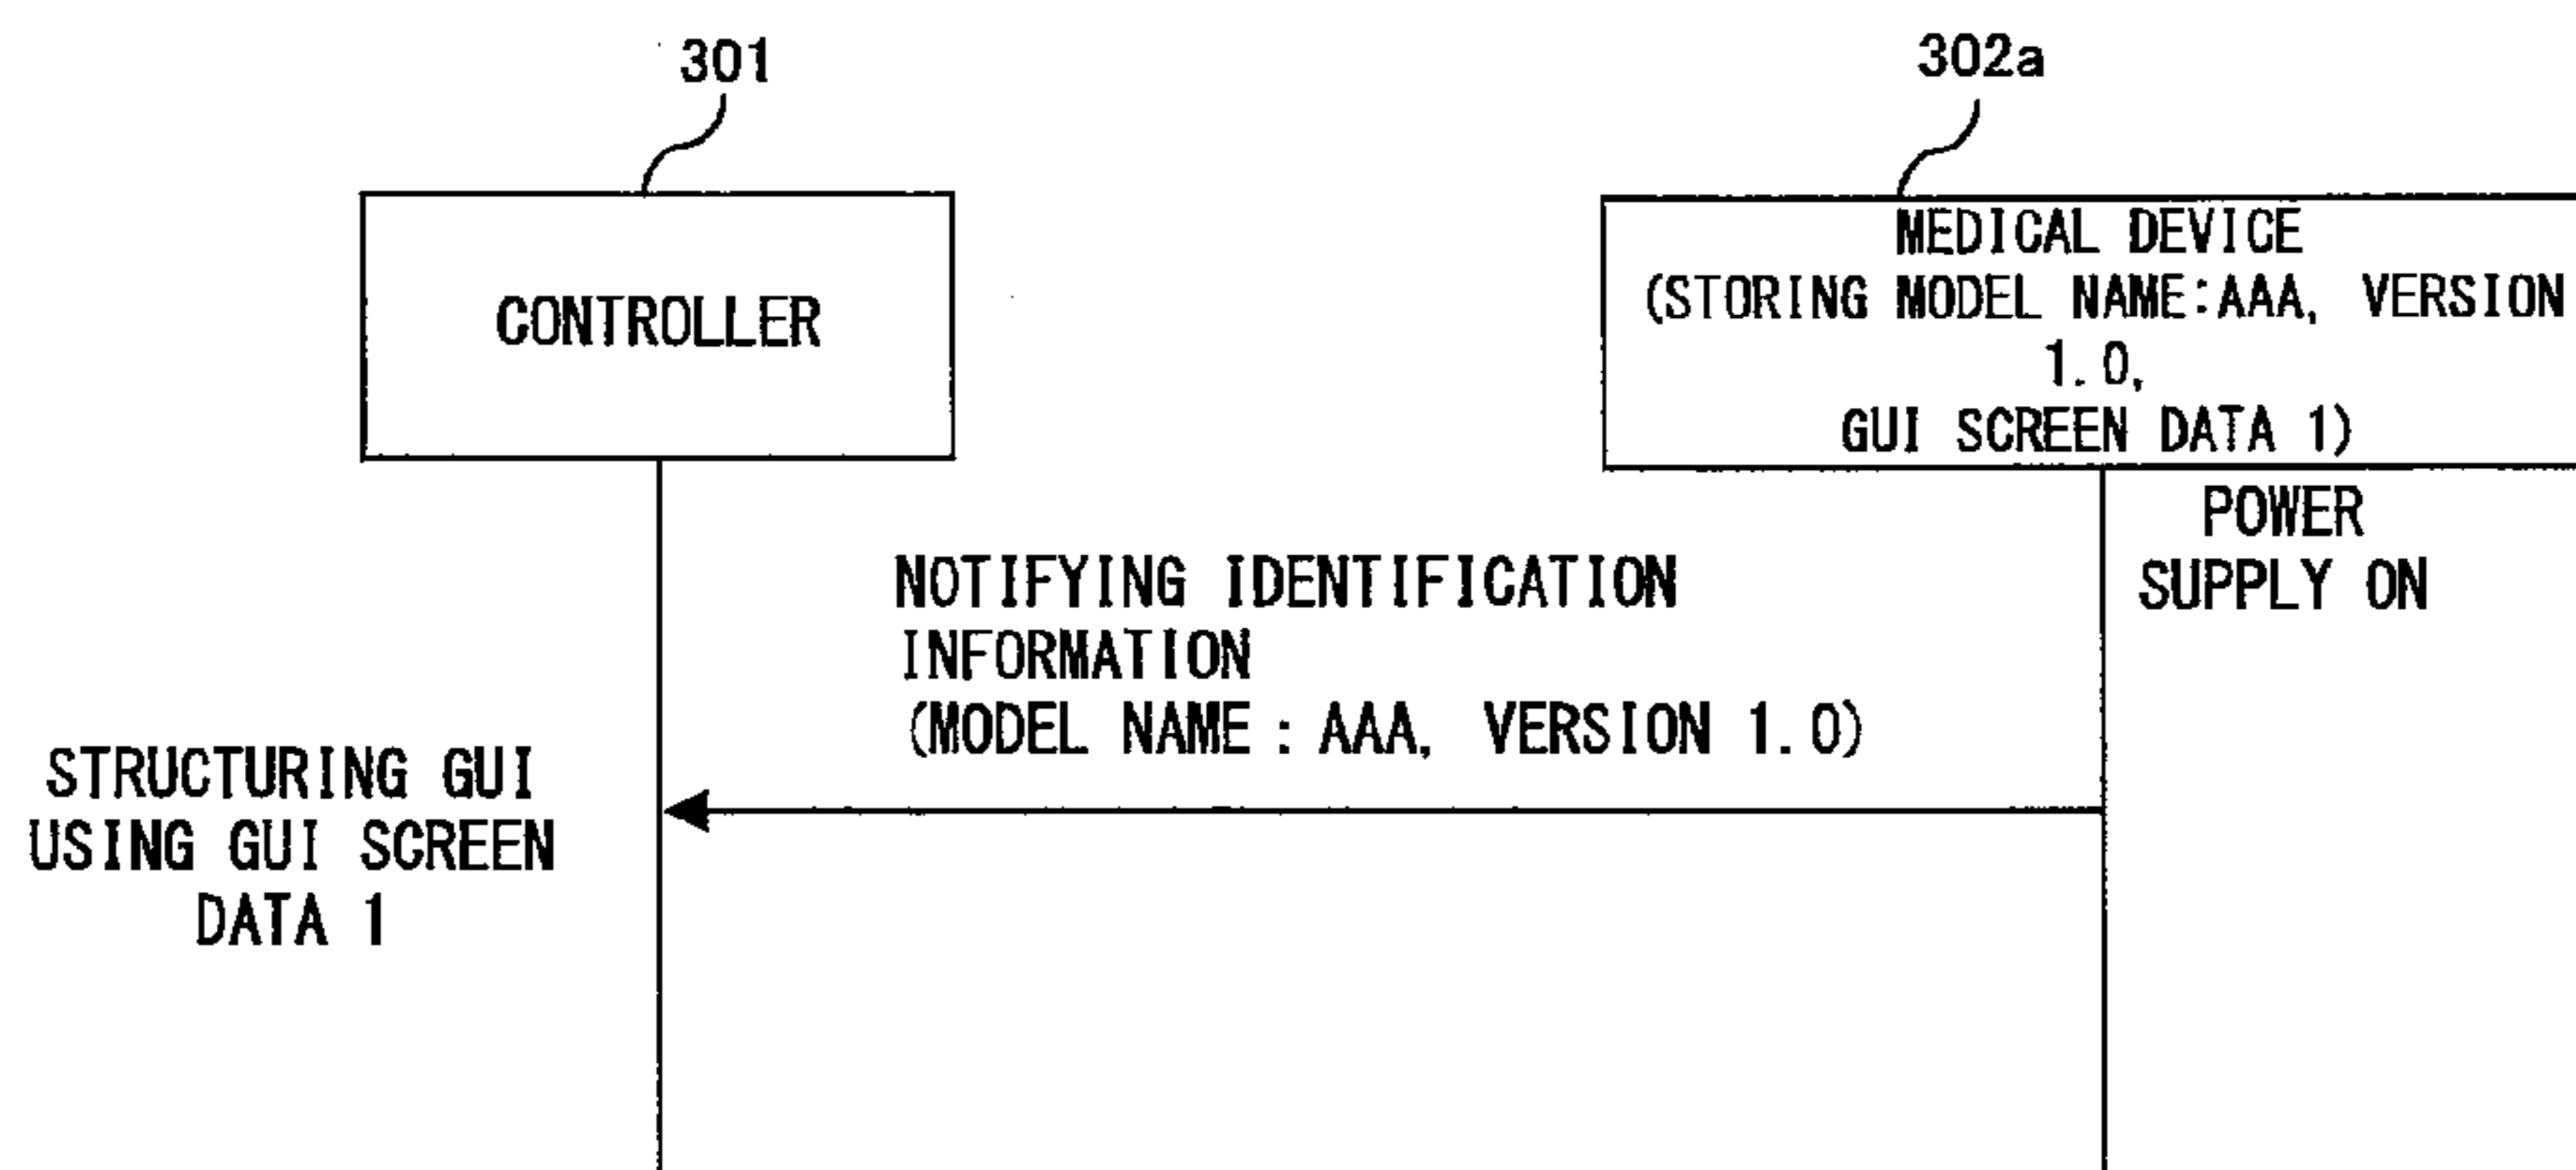 301
302a
CONTROLLER
MEDICAL DEVICE
(STORING MODEL NAME:AAA, VERSION
1.0,
GUI SCREEN DATA 1)
POWER
SUPPLY ON
NOTIFYING IDENTIFICATION
INFORMATION
(MODEL NAME : AAA, VERSION 1.0)
STRUCTURING GUI
USING GUI SCREEN
DATA 1